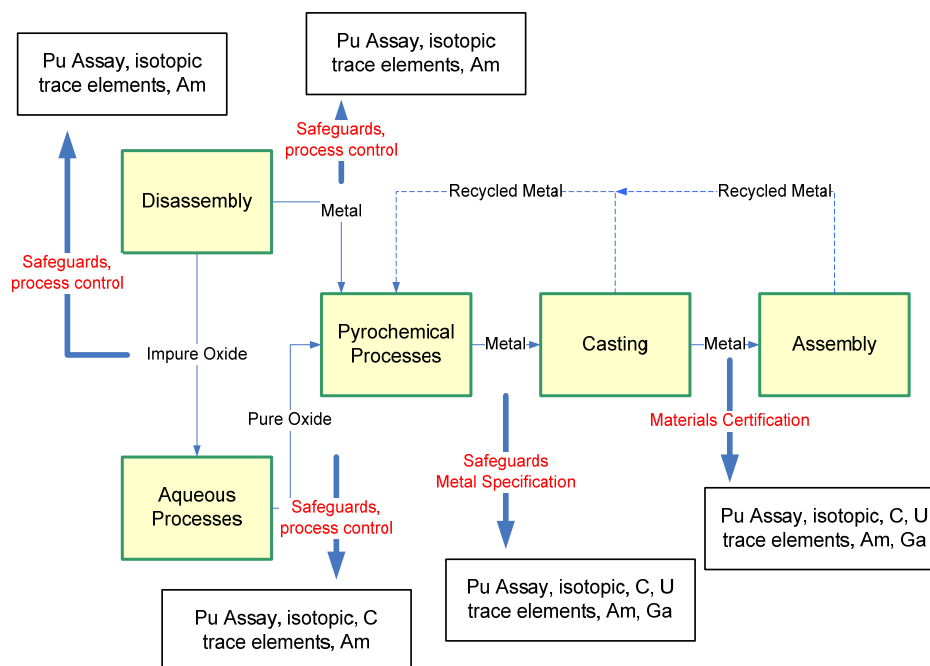 Pu Assay, isotopic
trace elements, Am
Pu Assay, isotopic
trace elements, Am
Safeguards,
process control
Disassembly
Metal
Recycled Metal
Recycled Metal
Safeguards,
process control
Pyrochemical
Processes
Metal
Casting
Metal
Assembly
Impure Oxide
Pure Oxide
Materials Certification
Safeguards
Metal Specification
Aqueous
Processes
Safeguards,
process control
Pu Assay, isotopic, C, U
trace elements, Am, Ga
Pu Assay, isotopic, C, U
trace elements, Am, Ga
Pu Assay, isotopic, C
trace elements, Am